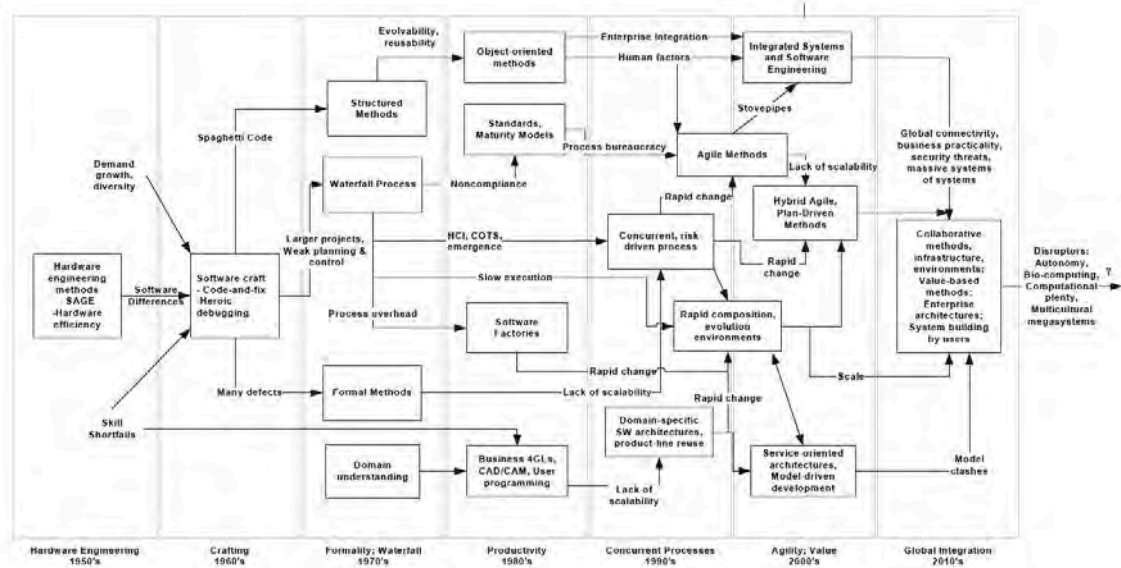 Evolvability,
reusability
Object-oriented
methods
Enterprise Integration
Human factors
Integrated Systems
and Software
Engineering
Structured
Methods
Stovepipes
Spaghetti Code
Standards,
Maturity Models
Process bureaucracy
Agile Methods
Global connectivity,
business practicality,
security threats,
massive systems
of systems
Demand
growth,
diversity
Waterfall Process
Noncompliance
Lack of scalability
Rapid change
Hybrid Agile,
Plan-Driven
Methods
Larger projects,
Weak planning &
control
HCI, COTS,
emergence
Concurrent, risk
driven process
Rapid
change
Collaborative
methods,
infrastructure,
environments;
Value-based
methods;
Enterprise
architectures;
System building
by users
Disruptors:
Autonomy,
Bio-computing,
Computational
plenty,
Multicultural
megasystems
?
Hardware
engineering
methods
- SAGE
-Hardware
efficiency
Software
Differences
Software craft
- Code-and-fix
-Heroic
debugging
Slow execution
Process overhead
Software
Factories
Rapid composition,
evolution
environments
Rapid change
Scale
Many defects
Formal Methods
Lack of scalability
Rapid change
Skill
Shortfalls
Domain-specific
SW architectures,
product-line reuse
Domain
understanding
Business 4GLs,
CAD/CAM, User
programming
Lack of
scalability
Service-oriented
architectures,
Model-driven
development
Model
clashes
Hardware Engineering
1950's
Crafting
1960's
Formality; Waterfall
1970's
Productivity
1980's
Concurrent Processes
1990's
Agility; Value
2000's
Global Integration
2010's